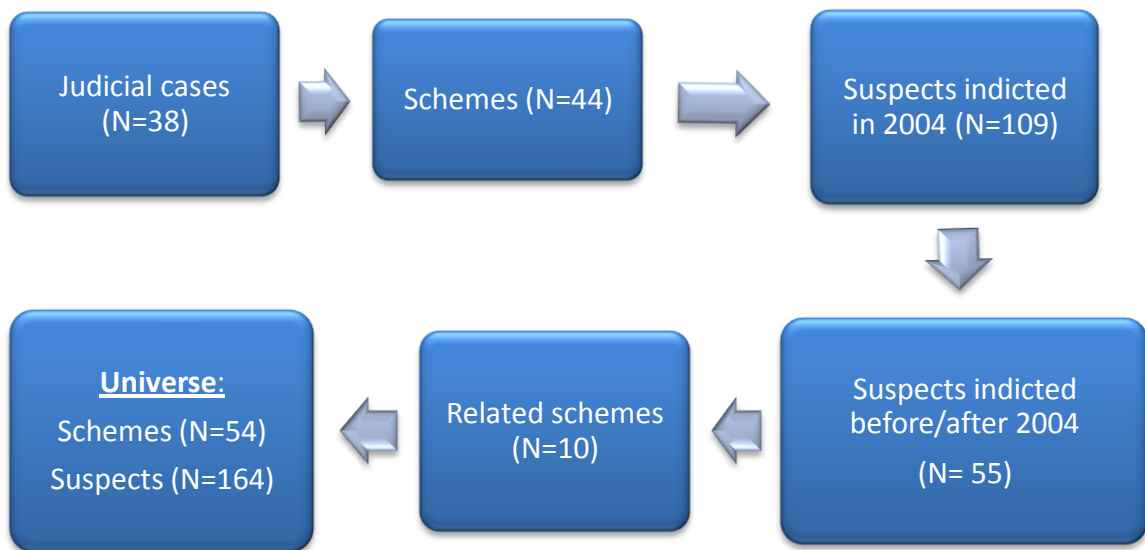 Judicial cases
(N=38)
Schemes (N=44)
Suspects indicted
in 2004 (N=109)
Suspects indicted
before/after 2004
(N= 55)
Related schemes
(N=10)
Universe:
Schemes (N=54)
Suspects (N=164)